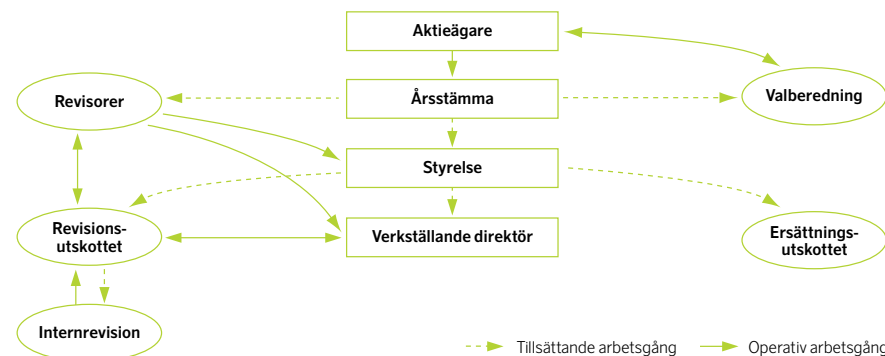 Aktieägare
Revisorer
Årsstämma
Valberedning
Styrelse
Revisions-
utskottet
Verkställande direktör
Ersättnings-
utskottet
Internrevision
Tillsättande arbetsgång
Operativ arbetsgång